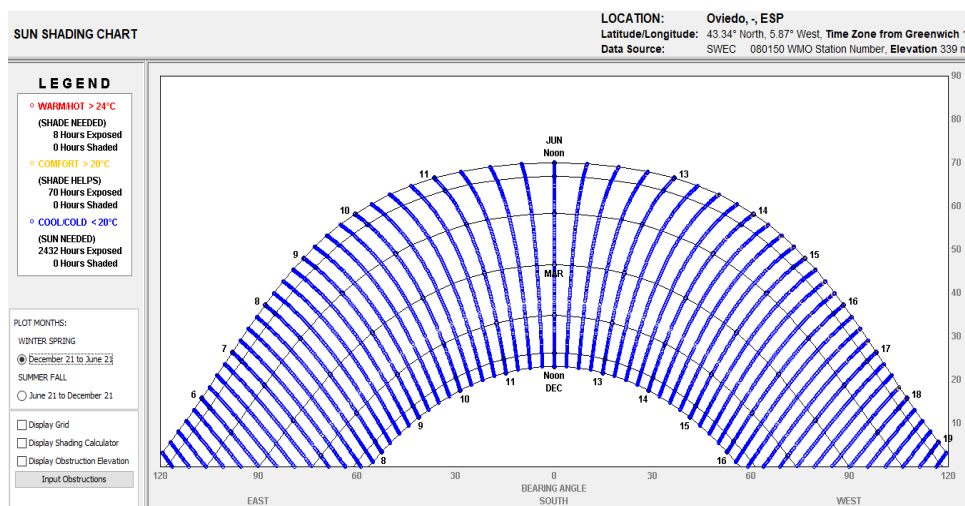 SUN SHADING CHART
LOCATION: Oviedo, -, ESP
Latitude/Longitude: 43.34° North, 5.87° West, Time Zone from Greenwich 1
Data Source: SWEC 080150 WMO Station Number, Elevation 339 m
LEGEND
WARM/HOT > 24°C
(SHADE NEEDED)
8 Hours Exposed
0 Hours Shaded
COMFORT > 20°C
(SHADE HELPS)
70 Hours Exposed
0 Hours Shaded
COOL/COLD < 20°C
(SUN NEEDED)
2432 Hours Exposed
0 Hours Shaded
PLOT MONTHS:
WINTER SPRING
December 21 to June 21
SUMMER FALL
June 21 to December 21
Display Grid
Display Shading Calculator
Display Obstruction Elevation
Input Obstructions
90
80
70
60
50
40
30
20
10
JUN
Noon
11
13
10
14
9
15
8
16
7
17
6
18
19
MAR
Noon
DEC
11
13
10
14
9
15
8
16
120 90 60 30 0 30 60 90 120
BEARING ANGLE
EAST SOUTH WEST